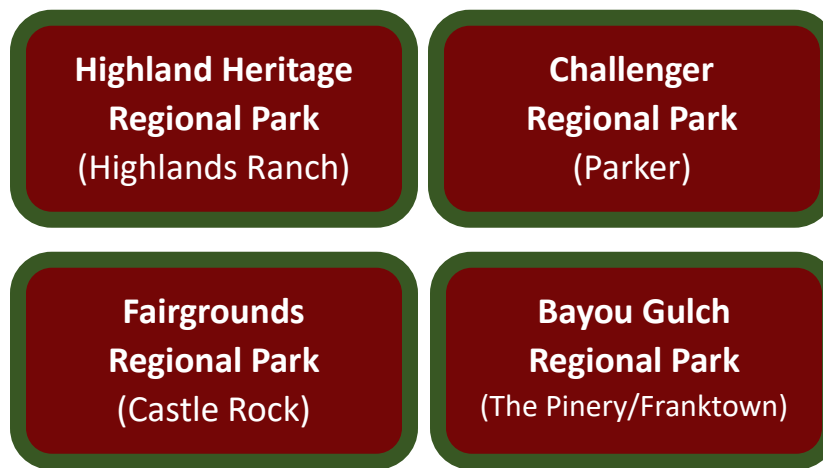 Highland Heritage
Regional Park
(Highlands Ranch)
Challenger
Regional Park
(Parker)
Fairgrounds
Regional Park
(Castle Rock)
Bayou Gulch
Regional Park
(The Pinery/Franktown)